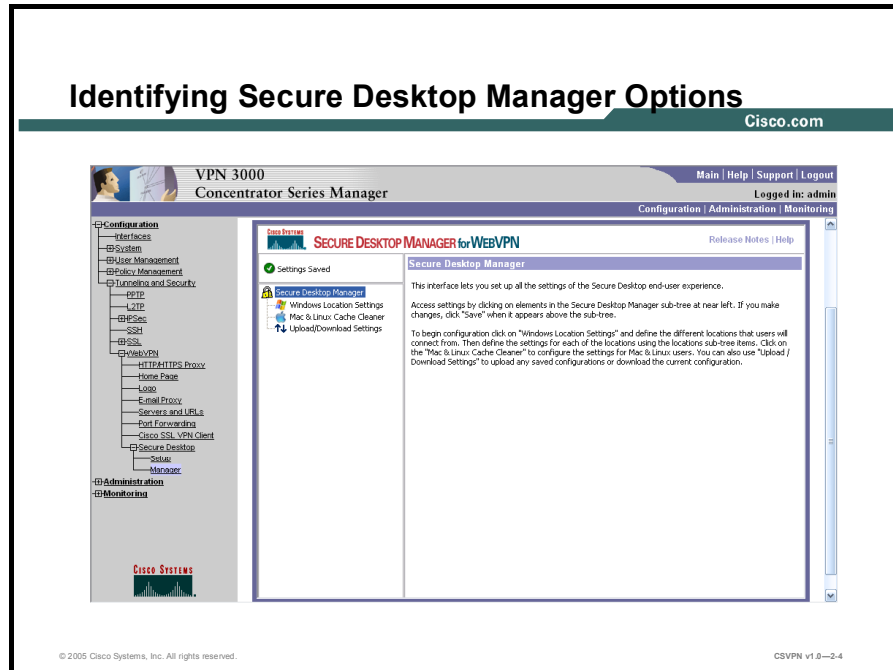 Identifying Secure Desktop Manager Options
Cisco.com
VPN 3000
Concentrator Series Manager
Main | Help | Support | Logout
Logged in: admin
Configuration | Administration | Monitoring
Configuration
Interfaces
System
User Management
Policy Management
Tunneling and Security
PPTP
L2TP
IPSec
SSH
SSL
WebVPN
HTTP/HTTPS Proxy
Home Page
Logo
E-mail Proxy
Servers and URLs
Port Forwarding
Cisco SSL VPN Client
Secure Desktop
Setup
Manager
Administration
Monitoring
CISCO SYSTEMS
CISCO SYSTEMS
SECURE DESKTOP MANAGER for WEBVPN
Release Notes | Help
Settings Saved
Secure Desktop Manager
Windows Location Settings
Mac & Linux Cache Cleaner
Upload/Download Settings
Secure Desktop Manager
This interface lets you set up all the settings of the Secure Desktop end-user experience.
Access settings by clicking on elements in the Secure Desktop Manager sub-tree at near left. If you make
changes, click "Save" when it appears above the sub-tree.
To begin configuration click on "Windows Location Settings" and define the different locations that users will
connect from. Then define the settings for each of the locations using the locations sub-tree items. Click on
the "Mac & Linux Cache Cleaner" to configure the settings for Mac & Linux users. You can also use "Upload /
Download Settings" to upload any saved configurations or download the current configuration.
© 2005 Cisco Systems, Inc. All rights reserved.
CSVPN v1.0—2-4